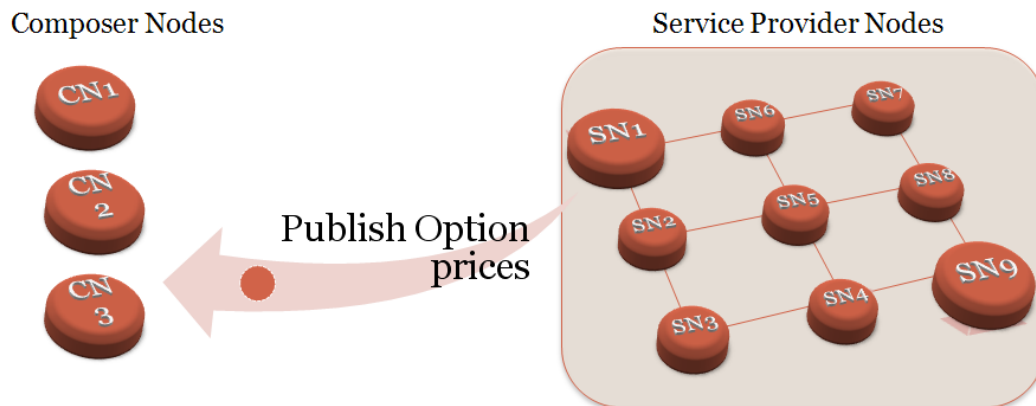 Composer Nodes
Service Provider Nodes
CN1
CN
2
CN
3
Publish Option
prices
SN1
SN6
SN7
SN2
SN5
SN8
SN3
SN4
SN9